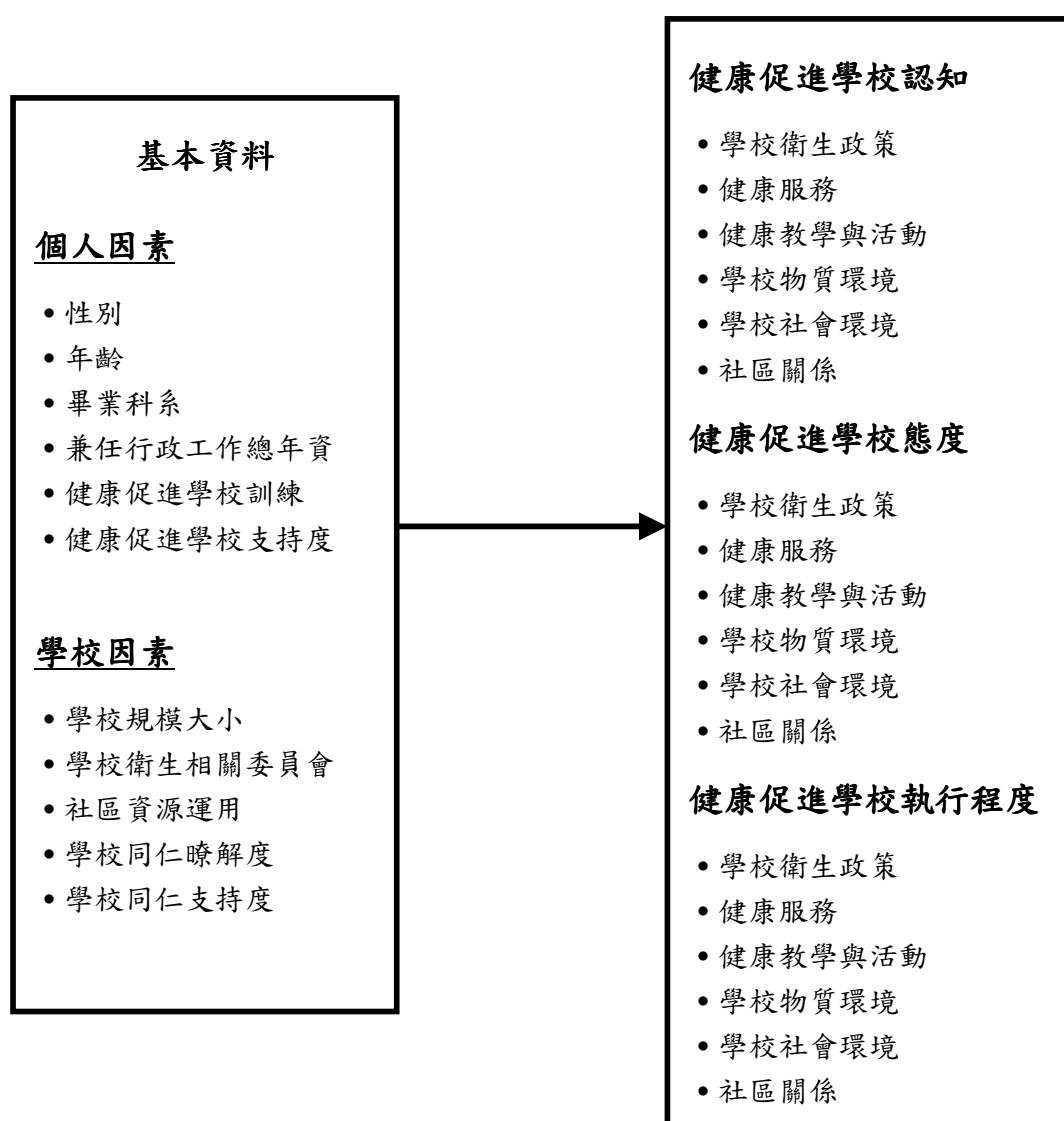 基本資料
個人因素
•性別
•年齡
•畢業科系
•兼任行政工作總年資
•健康促進學校訓練
•健康促進學校支持度
學校因素
•學校規模大小
•學校衛生相關委員會
•社區資源運用
•學校同仁瞭解度
•學校同仁支持度
健康促進學校認知
•學校衛生政策
•健康服務
•健康教學與活動
•學校物質環境
•學校社會環境
•社區關係
健康促進學校態度
•學校衛生政策
•健康服務
•健康教學與活動
•學校物質環境
•學校社會環境
•社區關係
健康促進學校執行程度
•學校衛生政策
•健康服務
•健康教學與活動
•學校物質環境
•學校社會環境
•社區關係